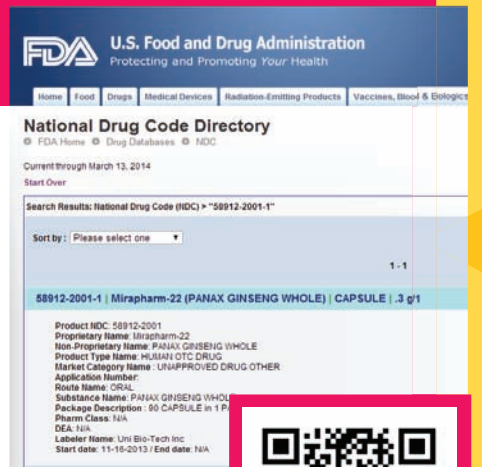 FDA U.S. Food and Drug Administration
Protecting and Promoting Your Health
Home Food Drugs Medical Devices Radiation-Emitting Products Vaccines, Blood & Biologics
National Drug Code Directory
FDA Home Drug Databases NDC
Current through March 13, 2014
Start Over
Search Results: National Drug Code (NDC) > "58912-2001-1"
Sort by : Please select one
1 - 1
58912-2001-1 | Mirapharm-22 (PANAX GINSENG WHOLE) | CAPSULE | .3 g/1
Product NDC: 58912-2001
Proprietary Name: Mirapharm-22
Non-Proprietary Name: PANAX GINSENG WHOLE
Product Type Name: HUMAN OTC DRUG
Market Category Name : UNAPPROVED DRUG OTHER
Application Number:
Route Name: ORAL
Substance Name: PANAX GINSENG WHOL
Package Description : 90 CAPSULE in 1 P
Pharm Class: N/A
DEA: N/A
Labeler Name: Uni Bio-Tech Inc
Start date: 11-16-2013 / End date: N/A